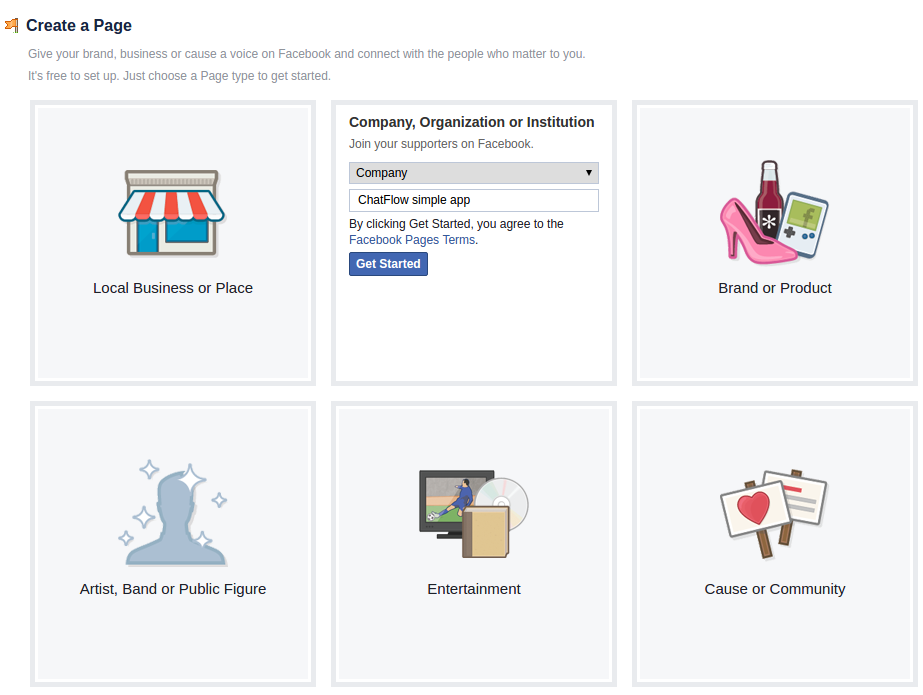 Create a Page
Give your brand, business or cause a voice on Facebook and connect with the people who matter to you.
It's free to set up. Just choose a Page type to get started.
Local Business or Place
Company, Organization or Institution
Join your supporters on Facebook.
Company
ChatFlow simple app
By clicking Get Started, you agree to the
Facebook Pages Terms.
Get Started
Brand or Product
Artist, Band or Public Figure
Entertainment
Cause or Community